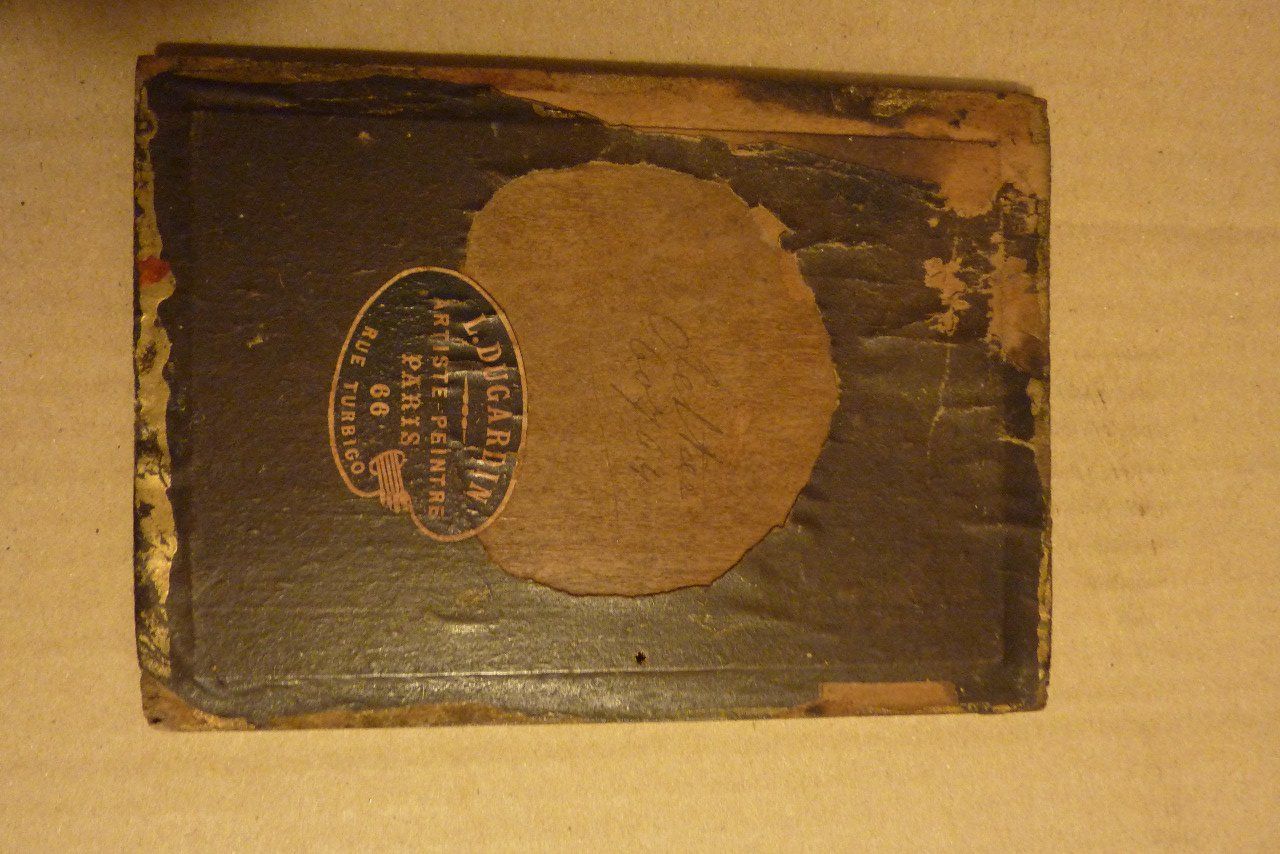 L. DUGARDIN
ARTISTE-PEINTRE
PARIS
66
RUE TURBIGO